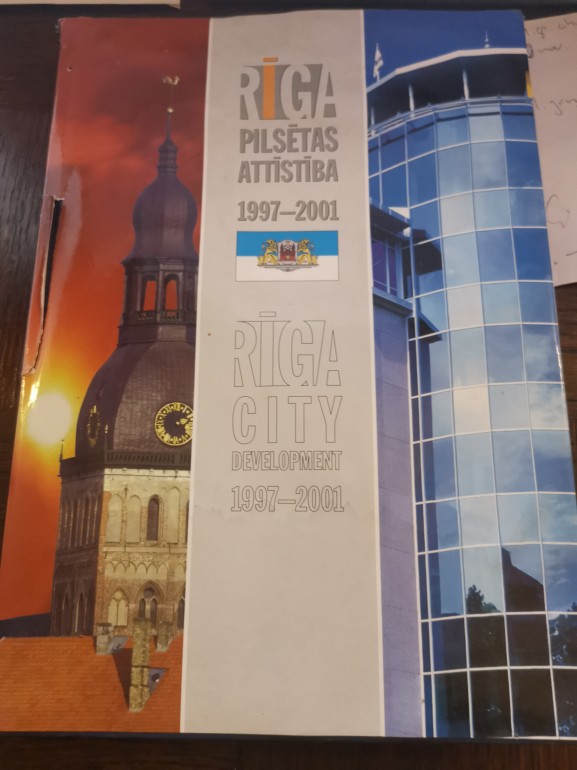 RĪGA
PILSĒTAS
ATTĪSTĪBA
1997–2001
RĪGA
CITY
DEVELOPMENT
1997–2001